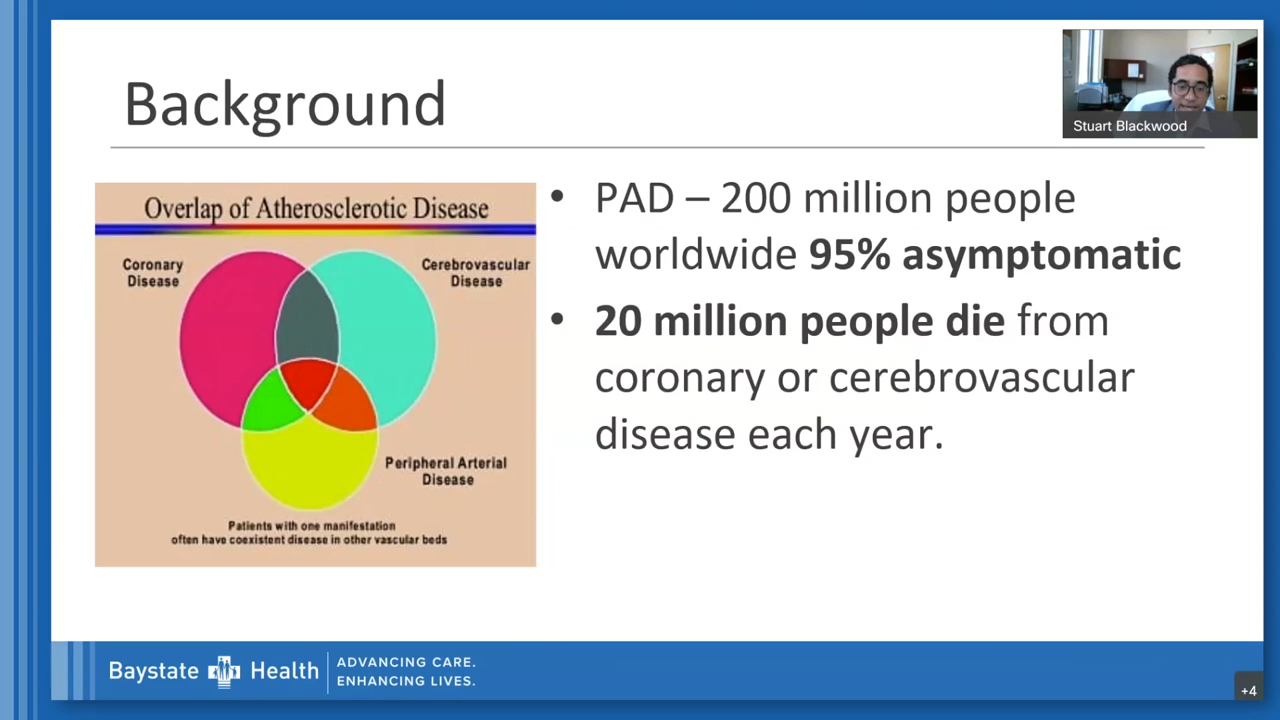 Background
Stuart Blackwood
Overlap of Atherosclerotic Disease
Coronary
Disease
Cerebrovascular
Disease
Peripheral Arterial
Disease
Patients with one manifestation
often have coexistent disease in other vascular beds
• PAD – 200 million people
worldwide 95% asymptomatic
• 20 million people die from
coronary or cerebrovascular
disease each year.
Baystate Health
ADVANCING CARE.
ENHANCING LIVES.
+4